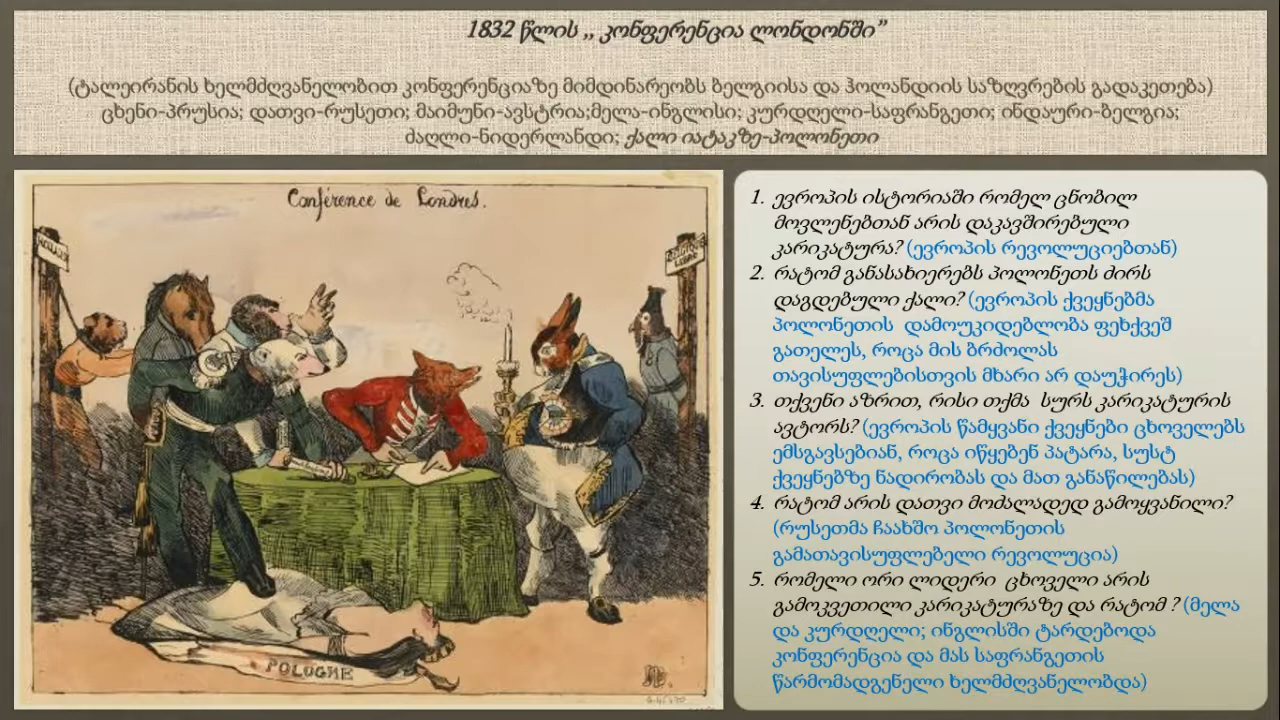 1832 წლის ,, კონფერენცია ლონდონში”
(ტალეირანის ხელმძღვანელობით კონფერენციაზე მიმდინარეობს ბელგიისა და ჰოლანდიის საზღვრების გადაკეთება)
ცხენი-პრუსია; დათვი-რუსეთი; მაიმუნი-ავსტრია;მელა-ინგლისი; კურდღელი-საფრანგეთი; ინდაური-ბელგია;
ძაღლი-ნიდერლანდი; ქალი იატაკზე-პოლონეთი
Conférence de Londres.
BELGIQUE
LIBRE
POLOGNE
1. ევროპის ისტორიაში რომელ ცნობილ
მოვლენებთან არის დაკავშირებული
კარიკატურა? (ევროპის რევოლუციებთან)
2. რატომ განასახიერებს პოლონეთს ძირს
დაგდებული ქალი? (ევროპის ქვეყნებმა
პოლონეთის დამოუკიდებლობა ფეხქვეშ
გათელეს, როცა მის ბრძოლას
თავისუფლებისთვის მხარი არ დაუჭირეს)
3. თქვენი აზრით, რისი თქმა სურს კარიკატურის
ავტორს? (ევროპის წამყვანი ქვეყნები ცხოველებს
ემსგავსებიან, როცა იწყებენ პატარა, სუსტ
ქვეყნებზე ნადირობას და მათ განაწილებას)
4. რატომ არის დათვი მოძალადედ გამოყვანილი?
(რუსეთმა ჩაახშო პოლონეთის
გამათავისუფლებელი რევოლუცია)
5. რომელი ორი ლიდერი ცხოველი არის
გამოკვეთილი კარიკატურაზე და რატომ ? (მელა
და კურდღელი; ინგლისში ტარდებოდა
კონფერენცია და მას საფრანგეთის
წარმომადგენელი ხელმძღვანელობდა)